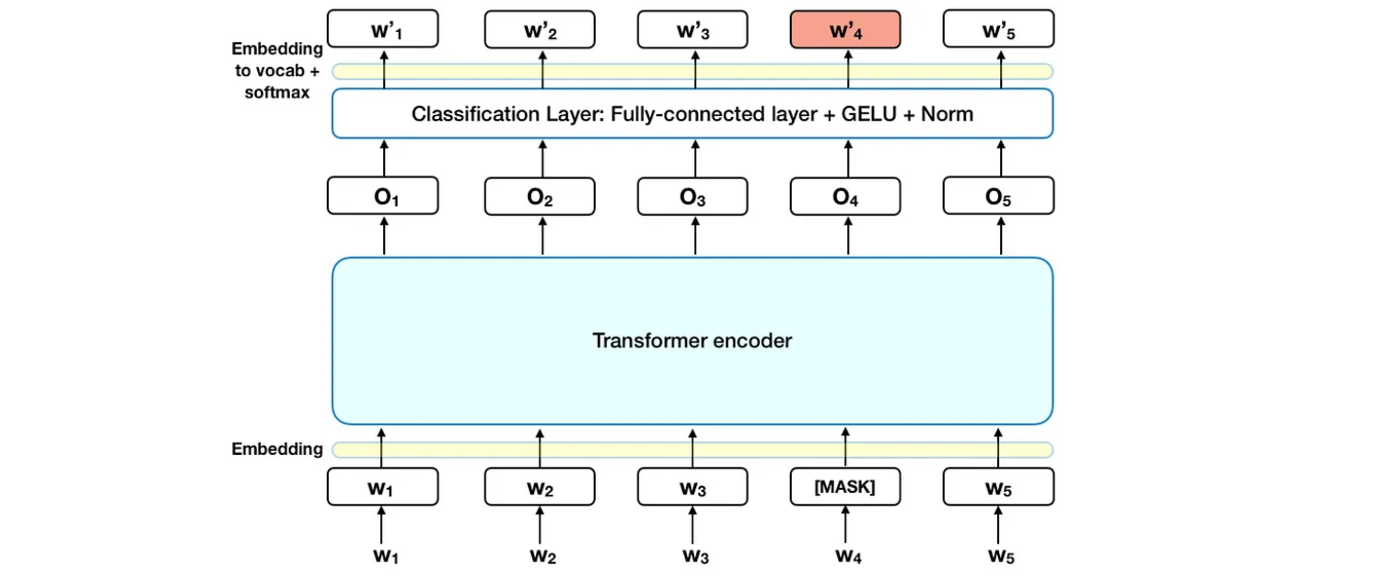 w’₁ w’₂ w’₃ w’₄ w’₅
Embedding
to vocab +
softmax
Classification Layer: Fully-connected layer + GELU + Norm
O₁ O₂ O₃ O₄ O₅
Transformer encoder
Embedding
W₁ W₂ W₃ [MASK] W₅
W₁ W₂ W₃ W₄ W₅